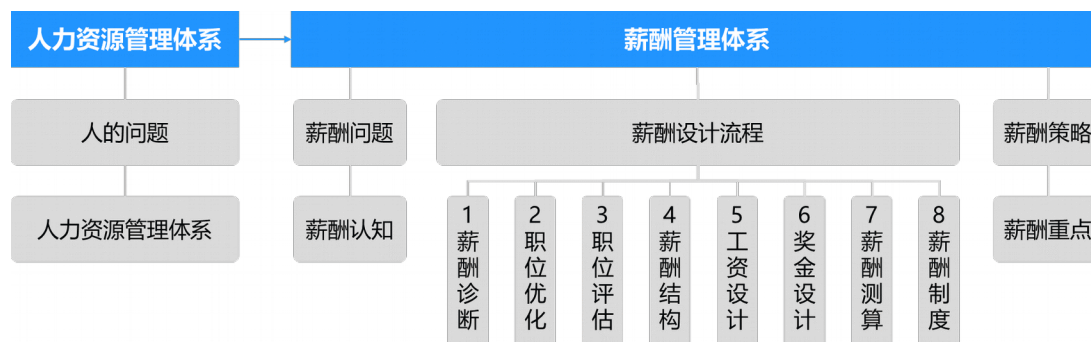 人力资源管理体系
薪酬管理体系
人的问题
薪酬问题
薪酬设计流程
薪酬策略
人力资源管理体系
薪酬认知
1薪酬诊断
2职位优化
3职位评估
4薪酬结构
5工资设计
6奖金设计
7薪酬测算
8薪酬制度
薪酬重点